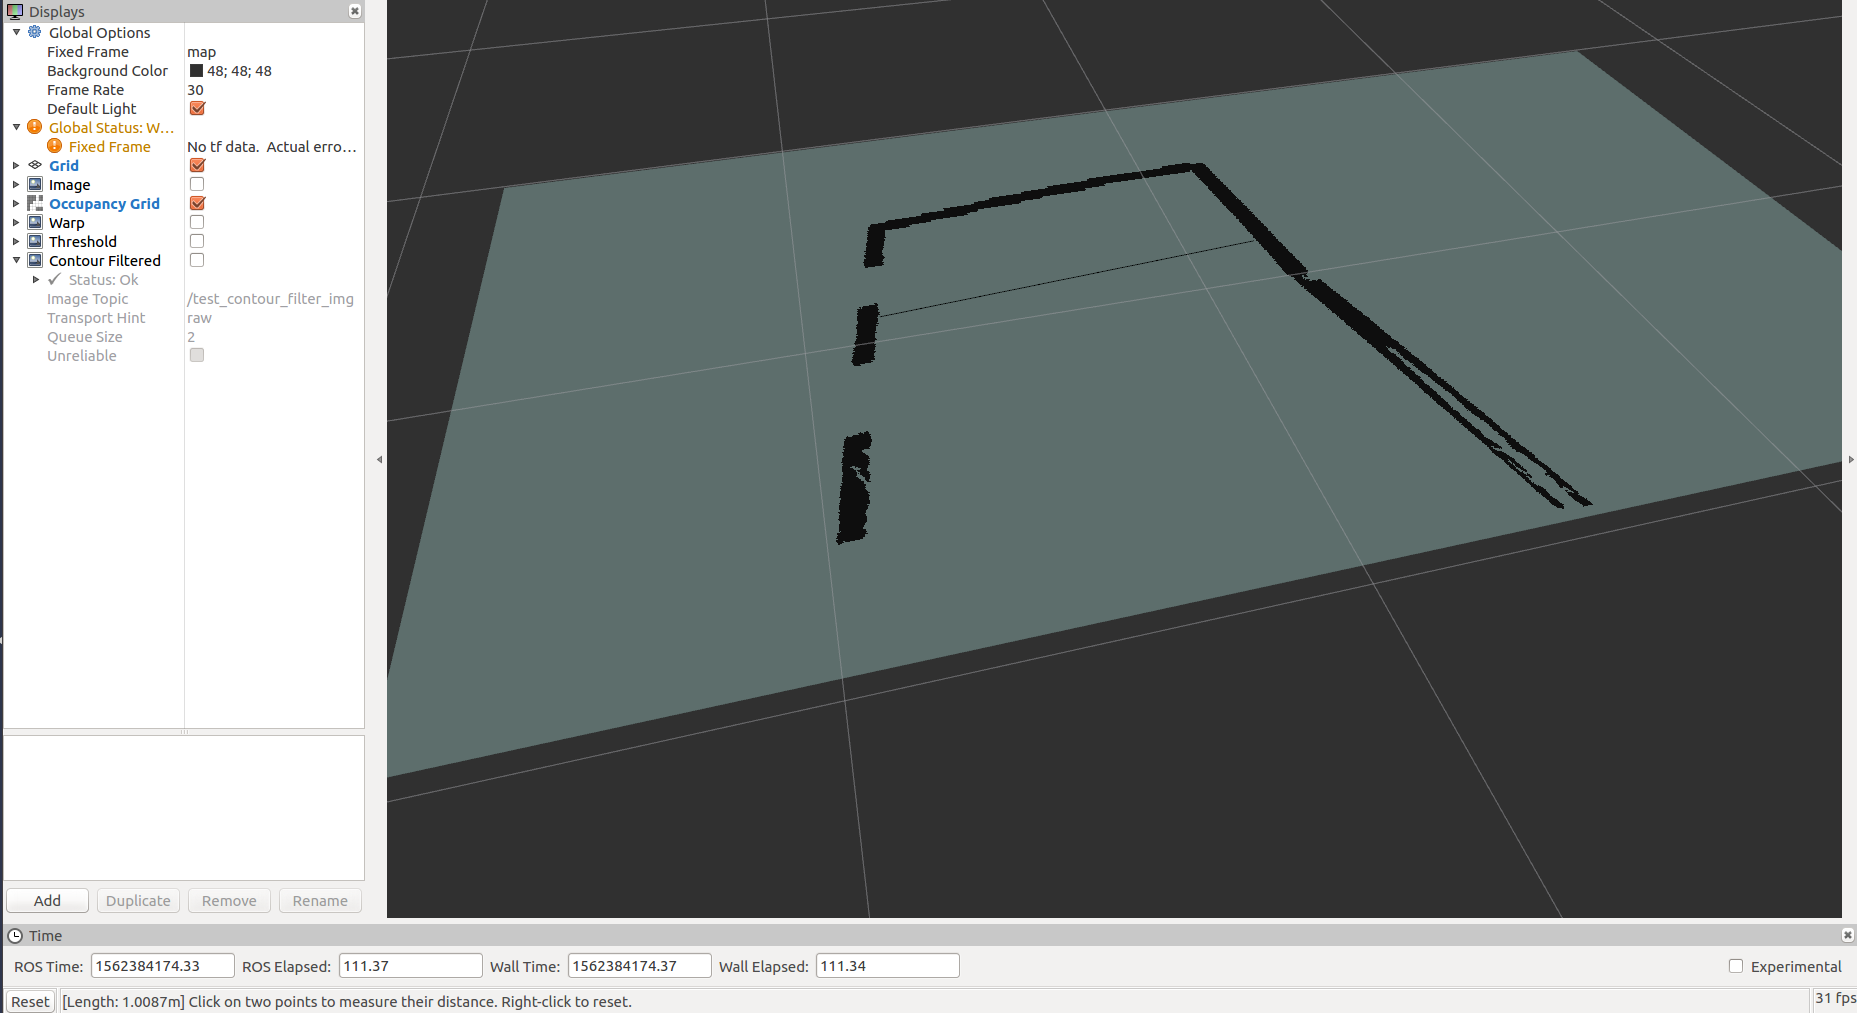 Displays
Global Options
Fixed Frame map
Background Color 48; 48; 48
Frame Rate 30
Default Light
Global Status: W...
Fixed Frame No tf data.  Actual erro...
Grid
Image
Occupancy Grid
Warp
Threshold
Contour Filtered
Status: Ok
Image Topic /test_contour_filter_img
Transport Hint raw
Queue Size 2
Unreliable
Add Duplicate Remove Rename
Time
ROS Time: 1562384174.33 ROS Elapsed: 111.37 Wall Time: 1562384174.37 Wall Elapsed: 111.34 Experimental
Reset [Length: 1.0087m] Click on two points to measure their distance. Right-click to reset. 31 fps